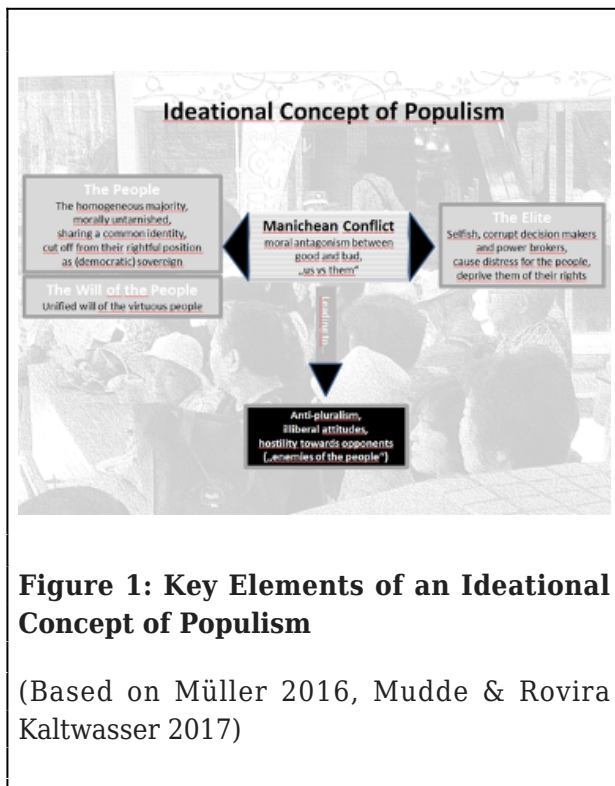 Ideational Concept of Populism
The People
The homogeneous majority,
morally untarnished,
sharing a common identity,
cut off from their rightful position
as (democratic) sovereign
The Will of the People
Unified will of the virtuous people
Manichean Conflict
moral antagonism between
good and bad,
„us vs them“
The Elite
Selfish, corrupt decision makers
and power brokers,
cause distress for the people,
deprive them of their rights
Leading to...
Anti-pluralism,
illiberal attitudes,
hostility towards opponents
(„enemies of the people“)
Figure 1: Key Elements of an Ideational
Concept of Populism
(Based on Müller 2016, Mudde & Rovira
Kaltwasser 2017)